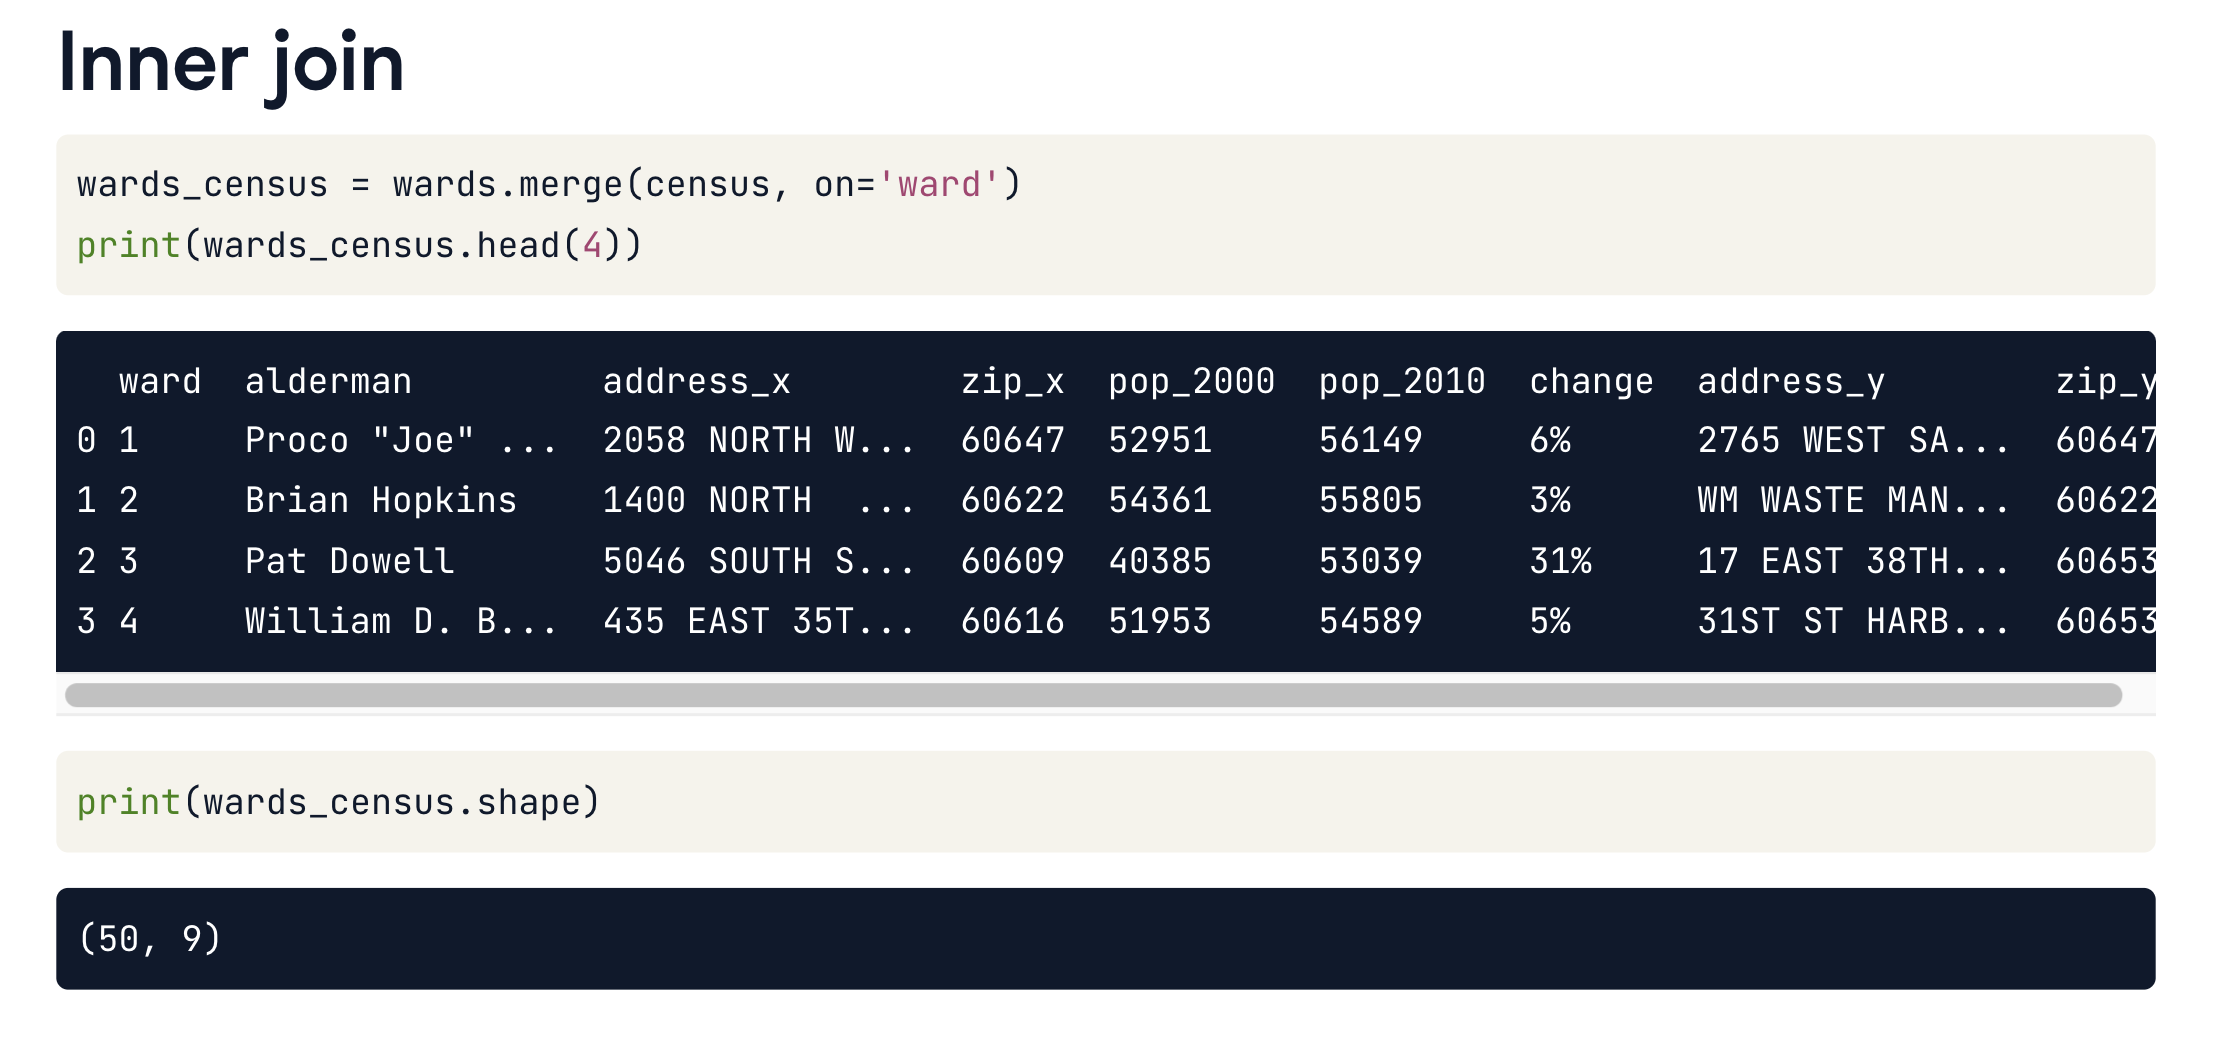 Inner join
wards_census = wards.merge(census, on='ward')
print(wards_census.head(4))
ward alderman address_x zip_x pop_2000 pop_2010 change address_y zip_y
0 1 Proco "Joe" ... 2058 NORTH W... 60647 52951 56149 6% 2765 WEST SA... 60647
1 2 Brian Hopkins 1400 NORTH ... 60622 54361 55805 3% WM WASTE MAN... 60622
2 3 Pat Dowell 5046 SOUTH S... 60609 40385 53039 31% 17 EAST 38TH... 60653
3 4 William D. B... 435 EAST 35T... 60616 51953 54589 5% 31ST ST HARB... 60653
print(wards_census.shape)
(50, 9)